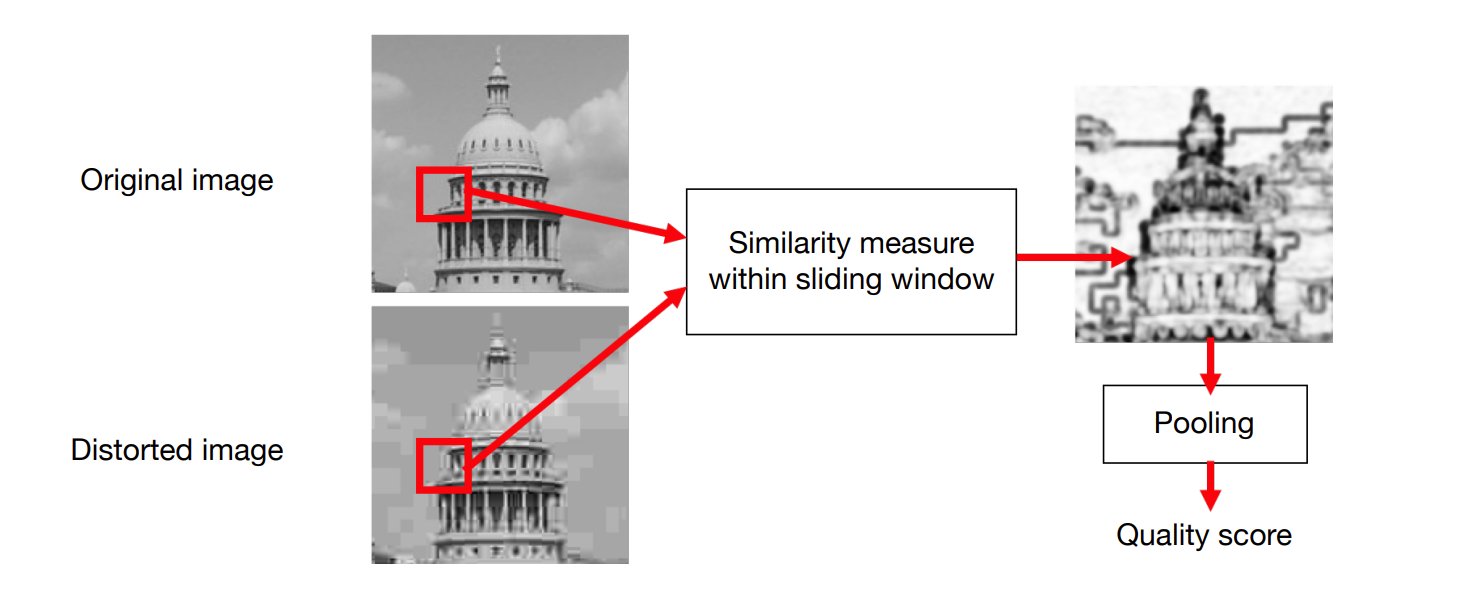 Original image
Distorted image
Similarity measure
within sliding window
Pooling
Quality score